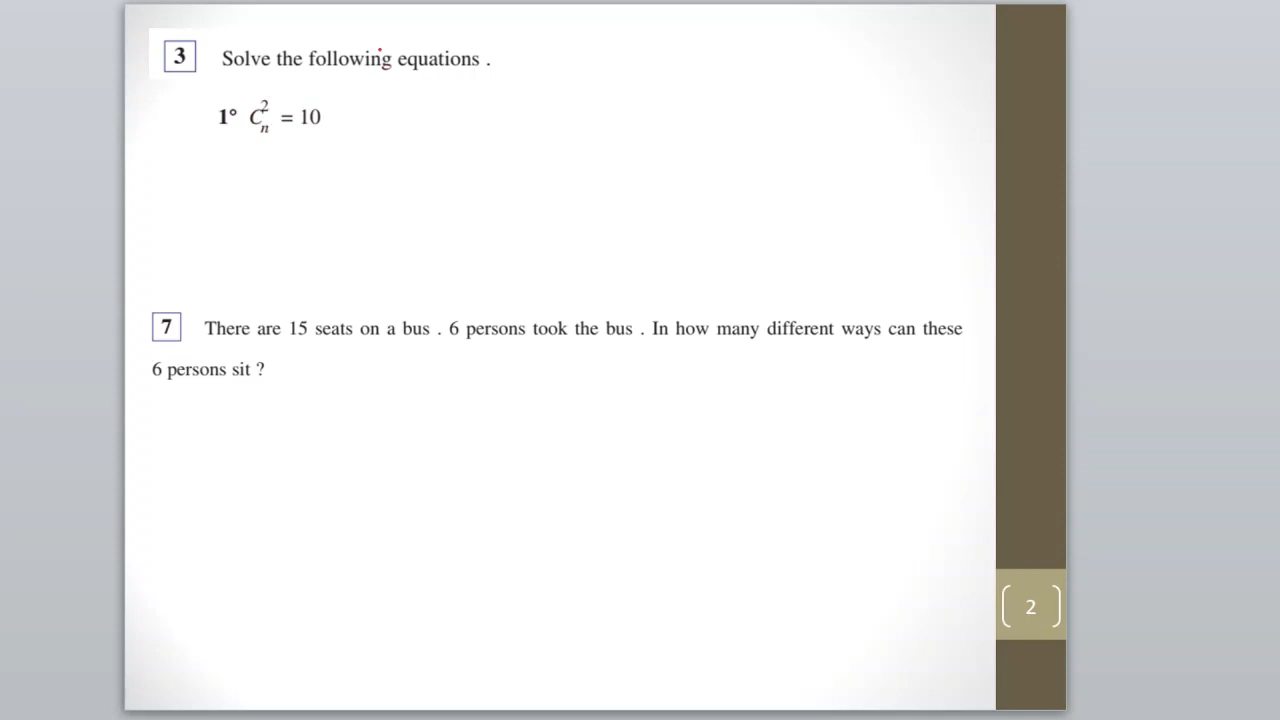 3 Solve the following equations .
1° C_n^2 = 10
7 There are 15 seats on a bus . 6 persons took the bus . In how many different ways can these
6 persons sit ?
2